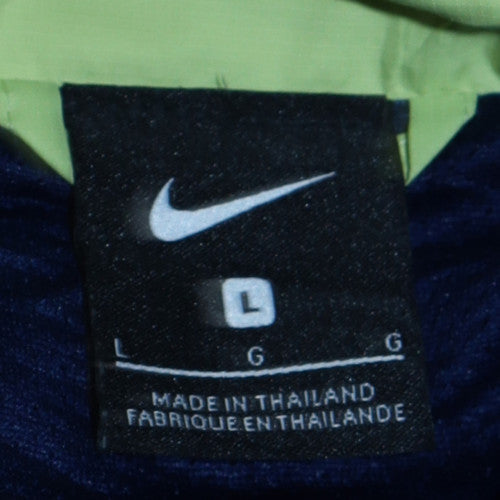 L
L G G
MADE IN THAILAND
FABRIQUE EN THAILANDE